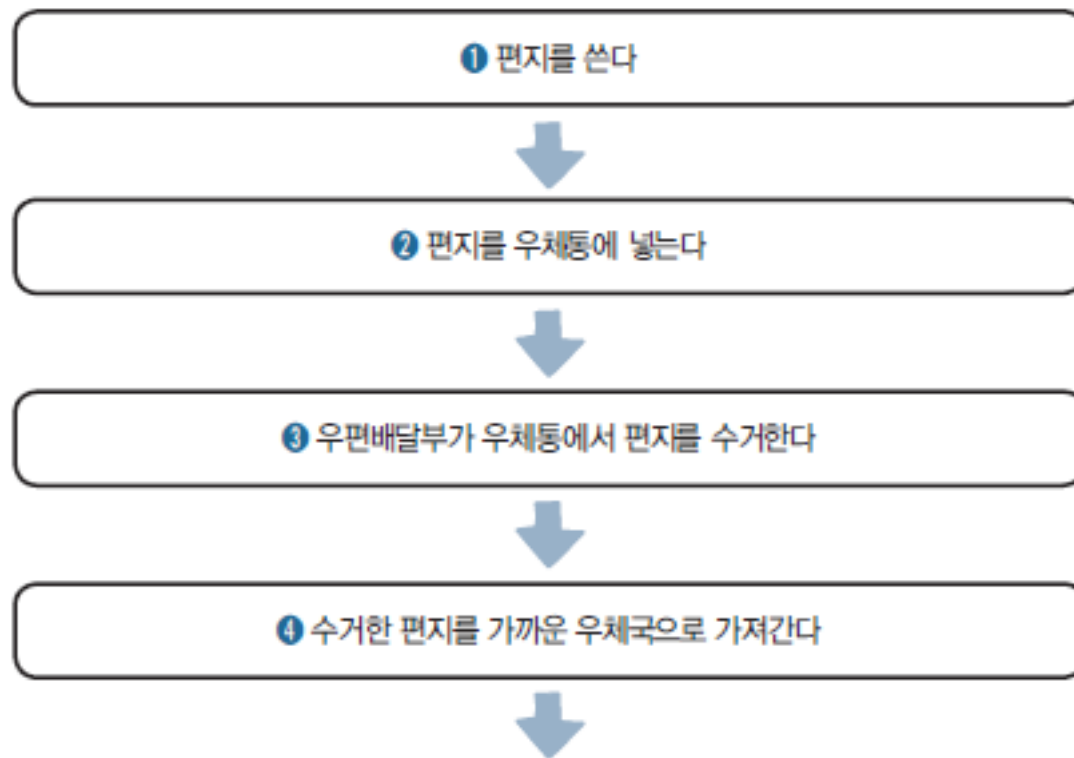 ❶ 편지를 쓴다
❷ 편지를 우체통에 넣는다
❸ 우편배달부가 우체통에서 편지를 수거한다
❹ 수거한 편지를 가까운 우체국으로 가져간다